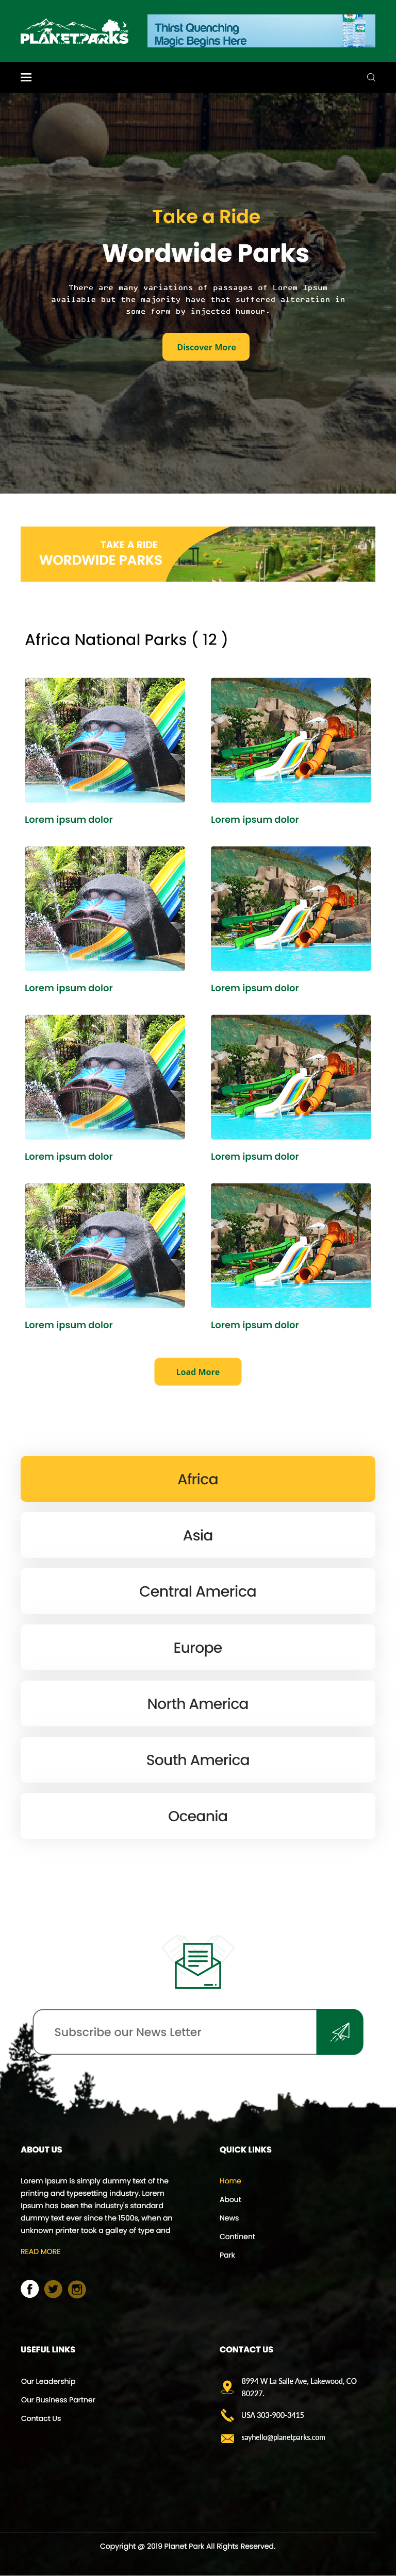 PLANETPARKS
Thirst Quenching
Magic Begins Here
Take a Ride
Wordwide Parks
There are many variations of passages of Lorem Ipsum
available but the majority have that suffered alteration in
some form by injected humour.
Discover More
TAKE A RIDE
WORDWIDE PARKS
Africa National Parks ( 12 )
Lorem ipsum dolor
Lorem ipsum dolor
Lorem ipsum dolor
Lorem ipsum dolor
Lorem ipsum dolor
Lorem ipsum dolor
Lorem ipsum dolor
Lorem ipsum dolor
Load More
Africa
Asia
Central America
Europe
North America
South America
Oceania
Subscribe our News Letter
ABOUT US
Lorem Ipsum is simply dummy text of the
printing and typesetting industry. Lorem
Ipsum has been the industry's standard
dummy text ever since the 1500s, when an
unknown printer took a galley of type and
READ MORE
QUICK LINKS
Home
About
News
Continent
Park
USEFUL LINKS
Our Leadership
Our Business Partner
Contact Us
CONTACT US
8994 W La Salle Ave, Lakewood, CO
80227.
USA 303-900-3415
sayhello@planetparks.com
Copyright @ 2019 Planet Park All Rights Reserved.